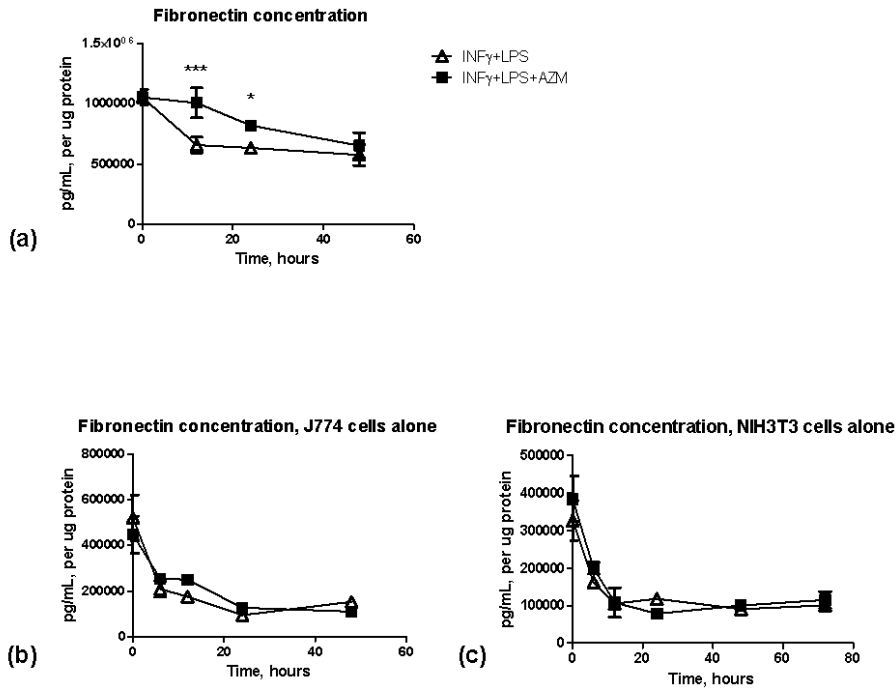 Fibronectin concentration
1.5×10⁰⁶
1000000
500000
0
pg/mL, per ug protein
0 20 40 60
Time, hours
***
*
INFγ+LPS
INFγ+LPS+AZM
(a)
Fibronectin concentration, J774 cells alone
800000
600000
400000
200000
0
pg/mL, per ug protein
0 20 40 60
Time, hours
(b)
Fibronectin concentration, NIH3T3 cells alone
500000
400000
300000
200000
100000
0
pg/mL, per ug protein
0 20 40 60 80
Time, hours
(c)